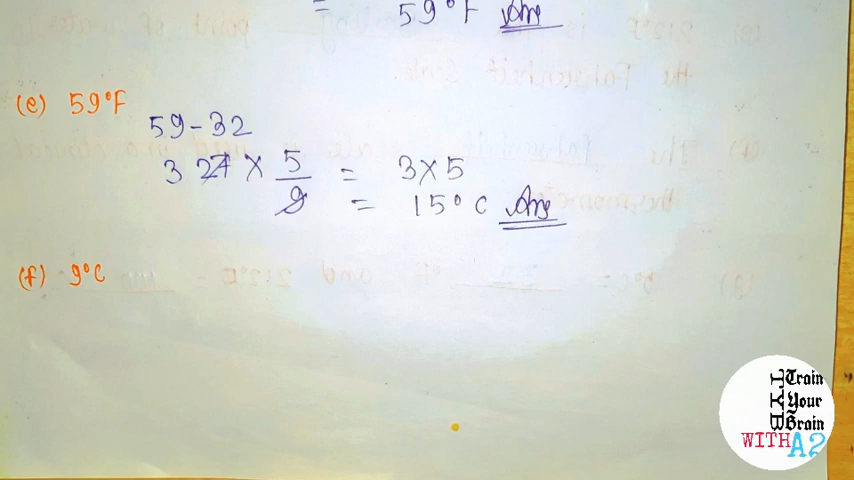 = 59°F Ans
(e) 59°F
59-32
3 27 × 5/9 = 3×5
= 15°C Ans
(f) 9°C
TYB
Train
Your
Brain
WITH A2